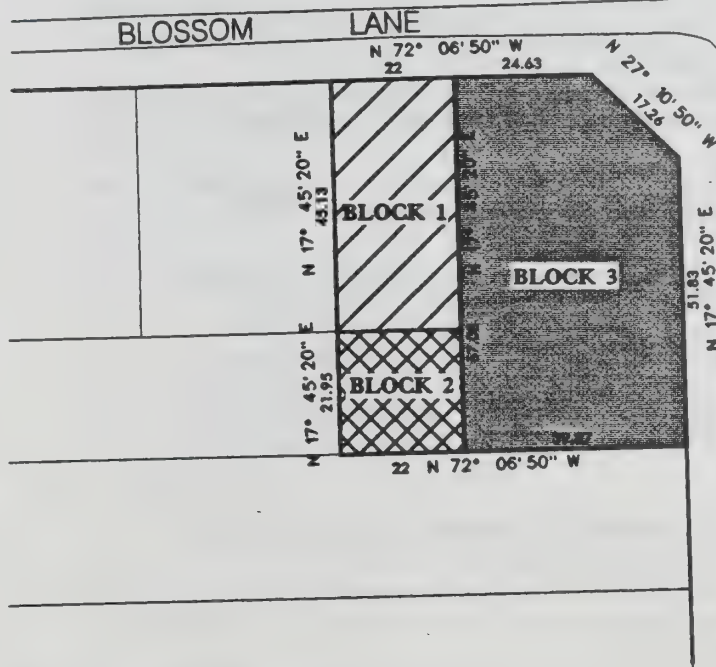 BLOSSOM LANE
N 72° 06' 50" W
22
24.63
N 27° 10' 50" W
17.26
N 17° 45' 20" E
45.13
BLOCK 1
BLOCK 3
51.83
N 17° 45' 20" E
N 17° 45' 20" E
21.95
BLOCK 2
22 N 72° 06' 50" W